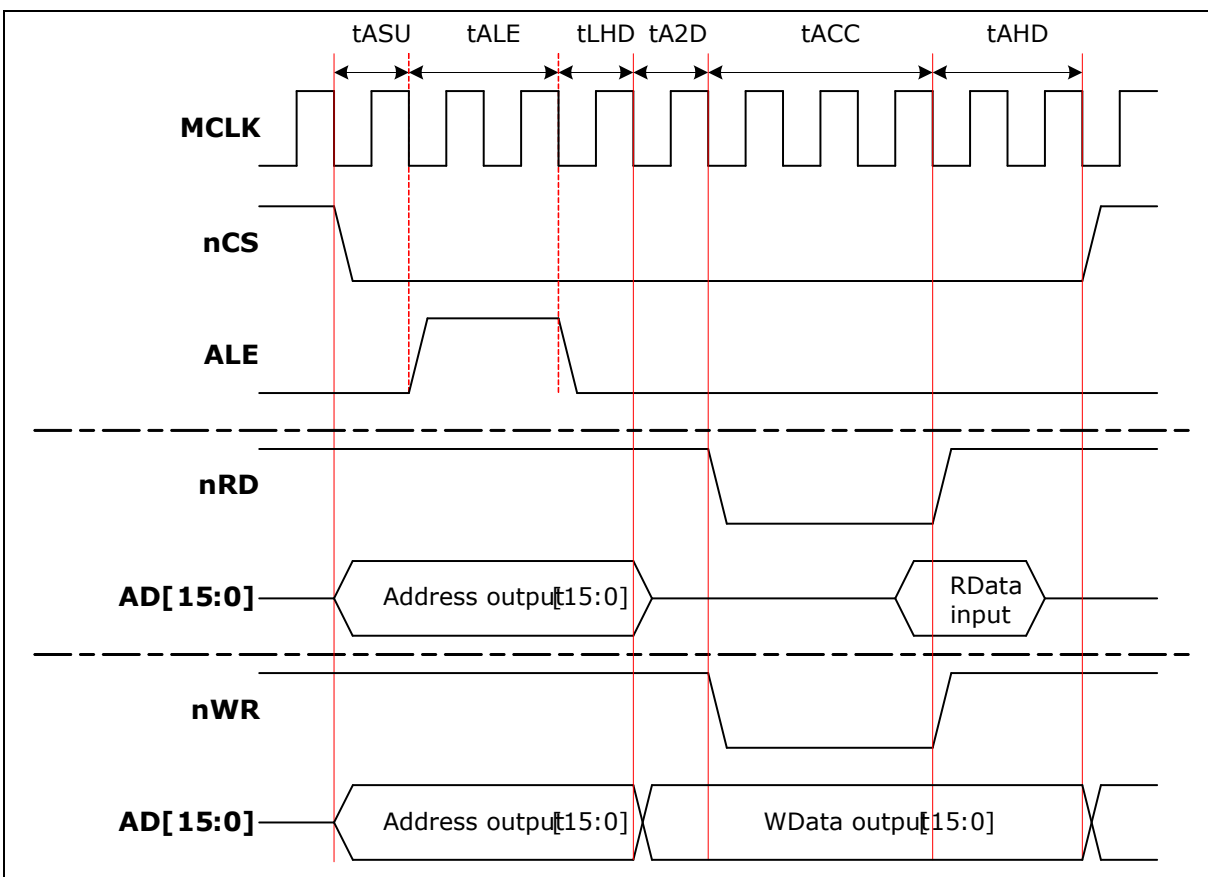 tASU tALE tLHD tA2D tACC tAHD
MCLK
nCS
ALE
nRD
AD[15:0] Address output[15:0] RData
input
nWR
AD[15:0] Address output[15:0] WData output[15:0]